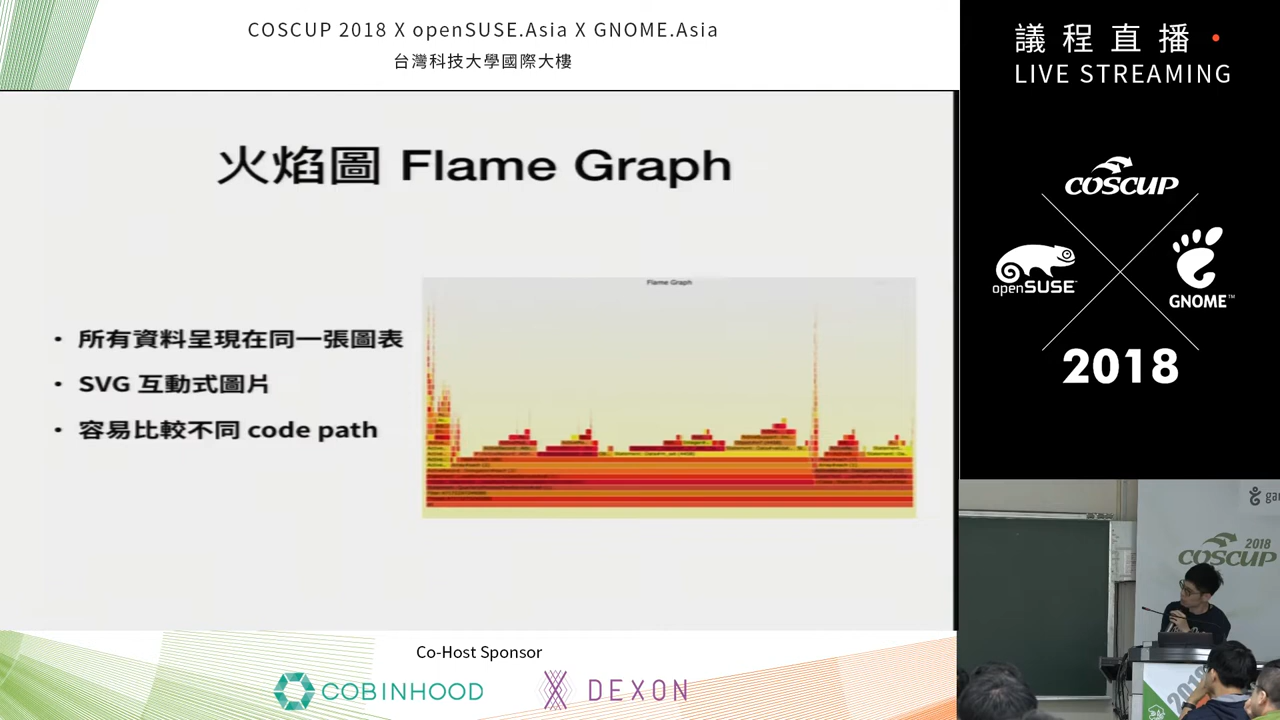 COSCUP 2018 X openSUSE.Asia X GNOME.Asia
台灣科技大學國際大樓
議程直播
LIVE STREAMING
火焰圖 Flame Graph
• 所有資料呈現在同一張圖表
• SVG 互動式圖片
• 容易比較不同 code path
Flame Graph
COSCUP
openSUSE
GNOME™
2018
2018
COSCUP
Co-Host Sponsor
COBINHOOD
DEXON